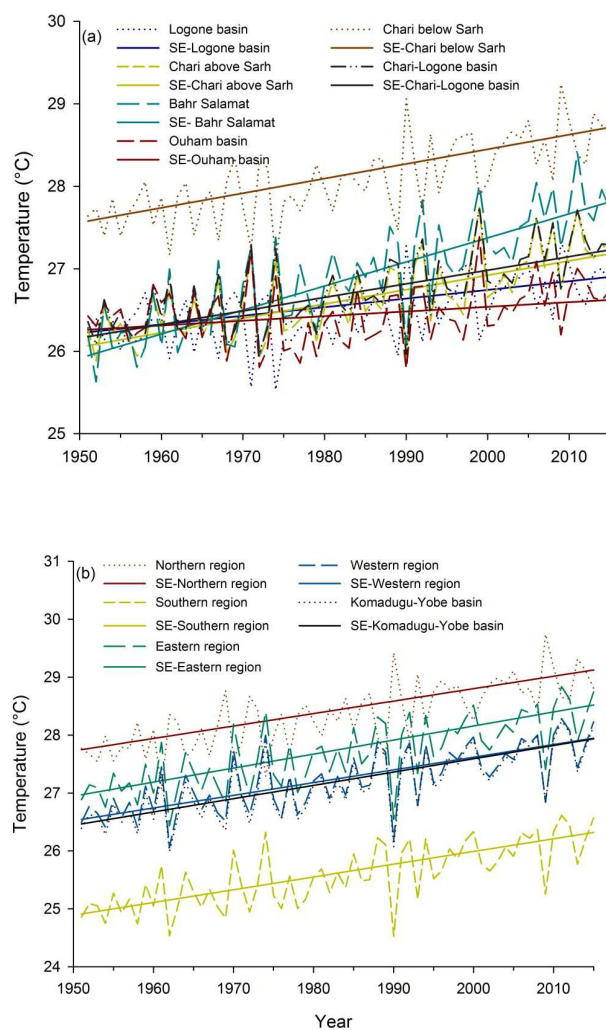 30
(a)
Logone basin
Chari below Sarh
SE-Logone basin
SE-Chari below Sarh
Chari above Sarh
Chari-Logone basin
SE-Chari above Sarh
SE-Chari-Logone basin
Bahr Salamat
SE- Bahr Salamat
Ouham basin
SE-Ouham basin
29
28
27
26
25
Temperature (°C)
1950 1960 1970 1980 1990 2000 2010
31
(b)
Northern region
Western region
SE-Northern region
SE-Western region
Southern region
Komadugu-Yobe basin
SE-Southern region
SE-Komadugu-Yobe basin
Eastern region
SE-Eastern region
30
29
28
27
26
25
24
Temperature (°C)
1950 1960 1970 1980 1990 2000 2010
Year